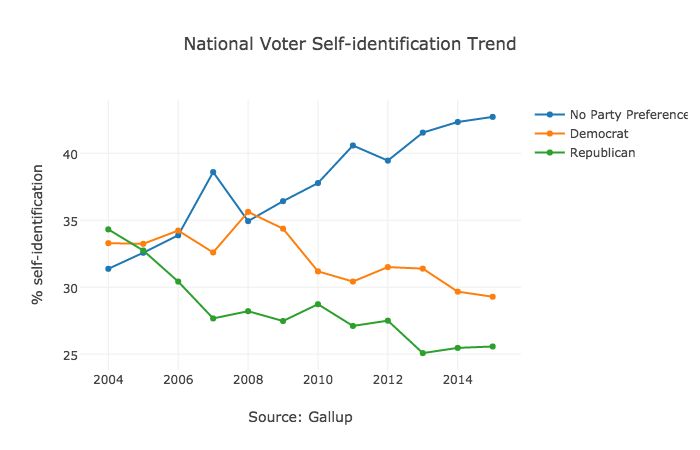 National Voter Self-identification Trend
No Party Preference
Democrat
Republican
% self-identification
40
35
30
25
2004
2006
2008
2010
2012
2014
Source: Gallup